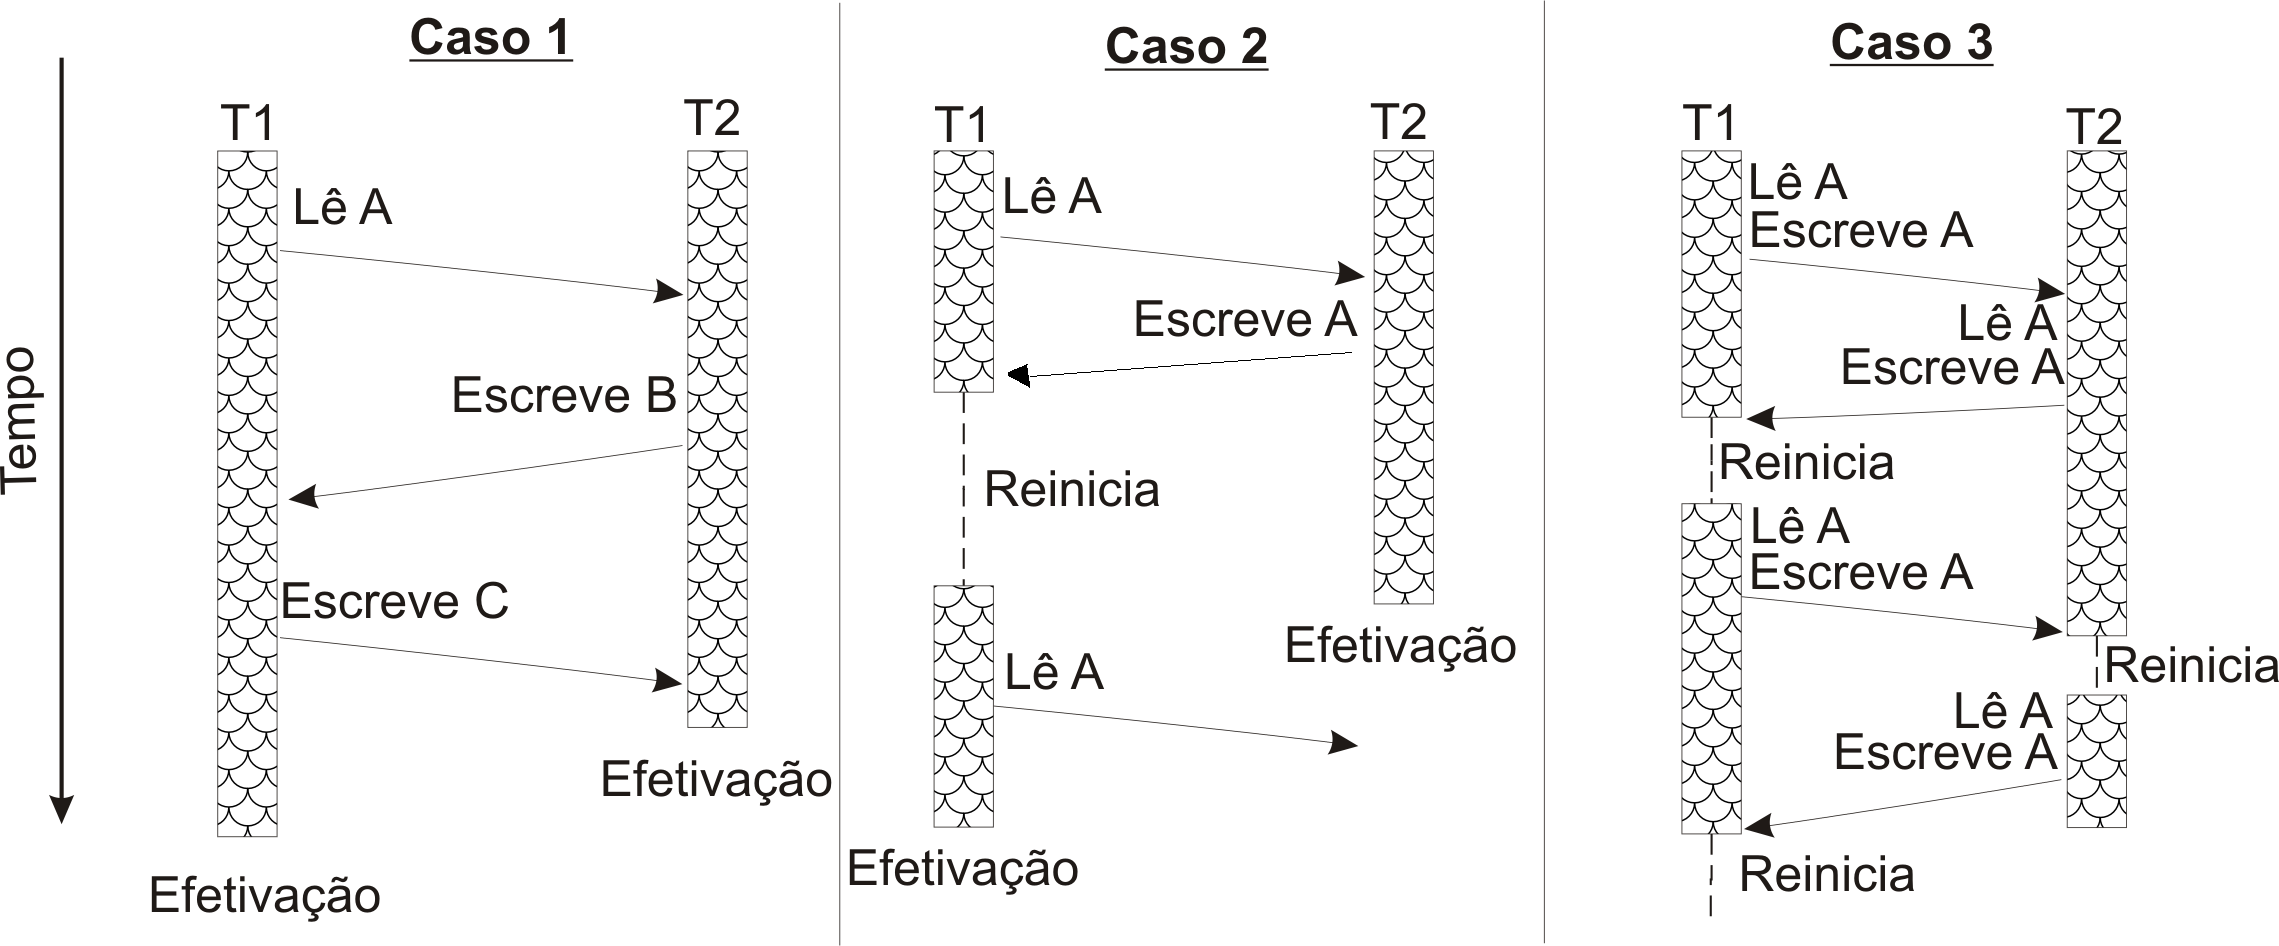 Tempo
Caso 1
T1
T2
Lê A
Escreve B
Escreve C
Efetivação
Efetivação
Caso 2
T1
T2
Lê A
Escreve A
Reinicia
Efetivação
Lê A
Efetivação
Caso 3
T1
T2
Lê A
Escreve A
Lê A
Escreve A
Reinicia
Lê A
Escreve A
Reinicia
Lê A
Escreve A
Reinicia